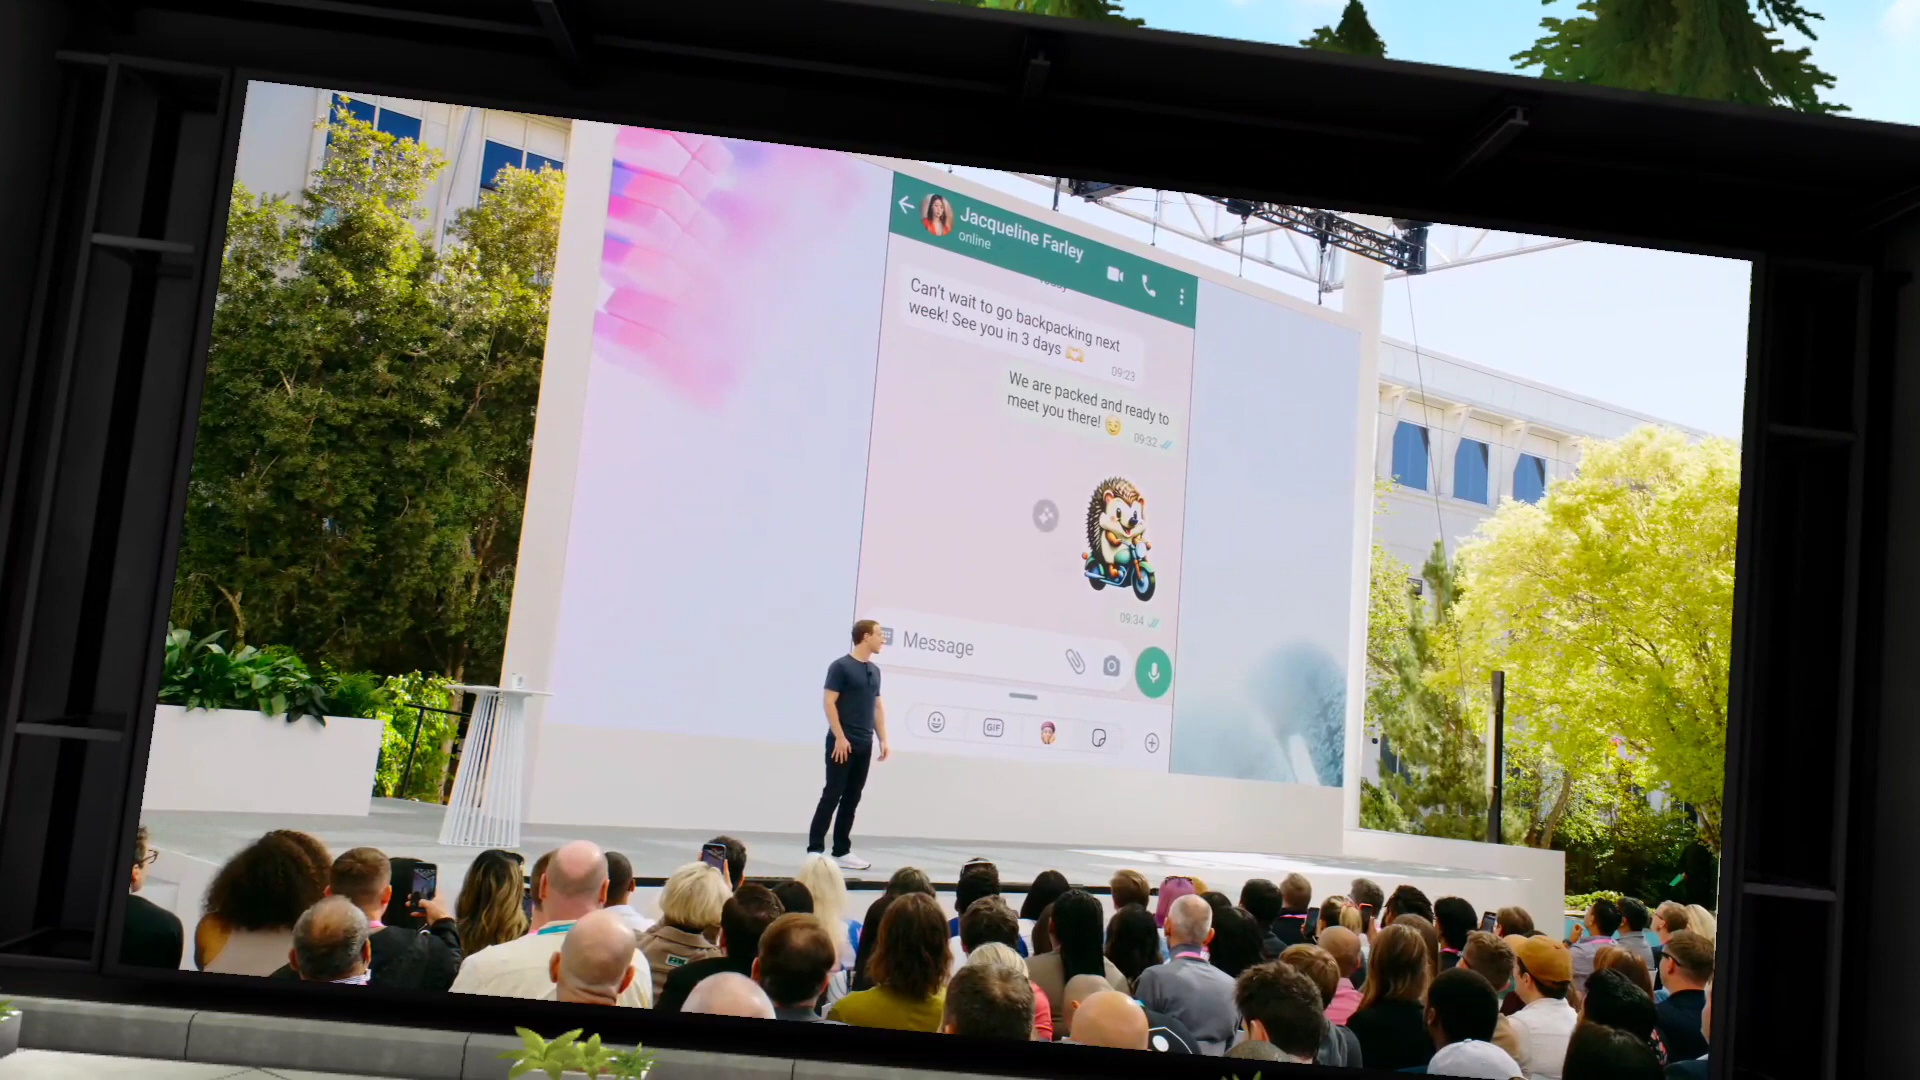 Jacqueline Farley
online
Can't wait to go backpacking next
week! See you in 3 days
09:23
We are packed and ready to
meet you there!
09:32
09:34
Message
GIF